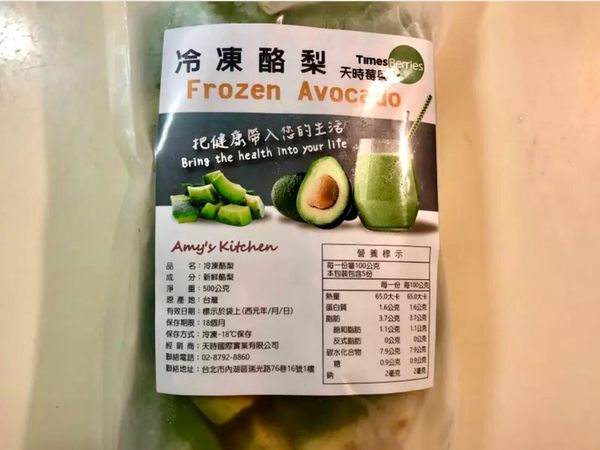 冷凍酪梨
TimesBerries
天時莓果
Frozen Avocado
把健康帶入您的生活
Bring the health into your life
Amy's Kitchen
品　　名：冷凍酪梨
成　　分：新鮮酪梨
淨　　重：500公克
原 產 地：台灣
有效日期：標示於袋上(西元年/月/日)
保存期限：18個月
保存方式：冷凍-18℃保存
經 銷 商：天時國際實業有限公司
聯絡電話：02-8792-8860
聯絡地址：台北市內湖區瑞光路76巷16號1樓
營養標示
每一份量100公克
本包裝包含5份
每一份 每100公克
熱量 65.0大卡 65.0大卡
蛋白質 1.6公克 1.6公克
脂肪 3.7公克 3.7公克
飽和脂肪 1.1公克 1.1公克
反式脂肪 0公克 0公克
碳水化合物 7.9公克 7.9公克
糖 0.9公克 0.9公克
鈉 2毫克 2毫克